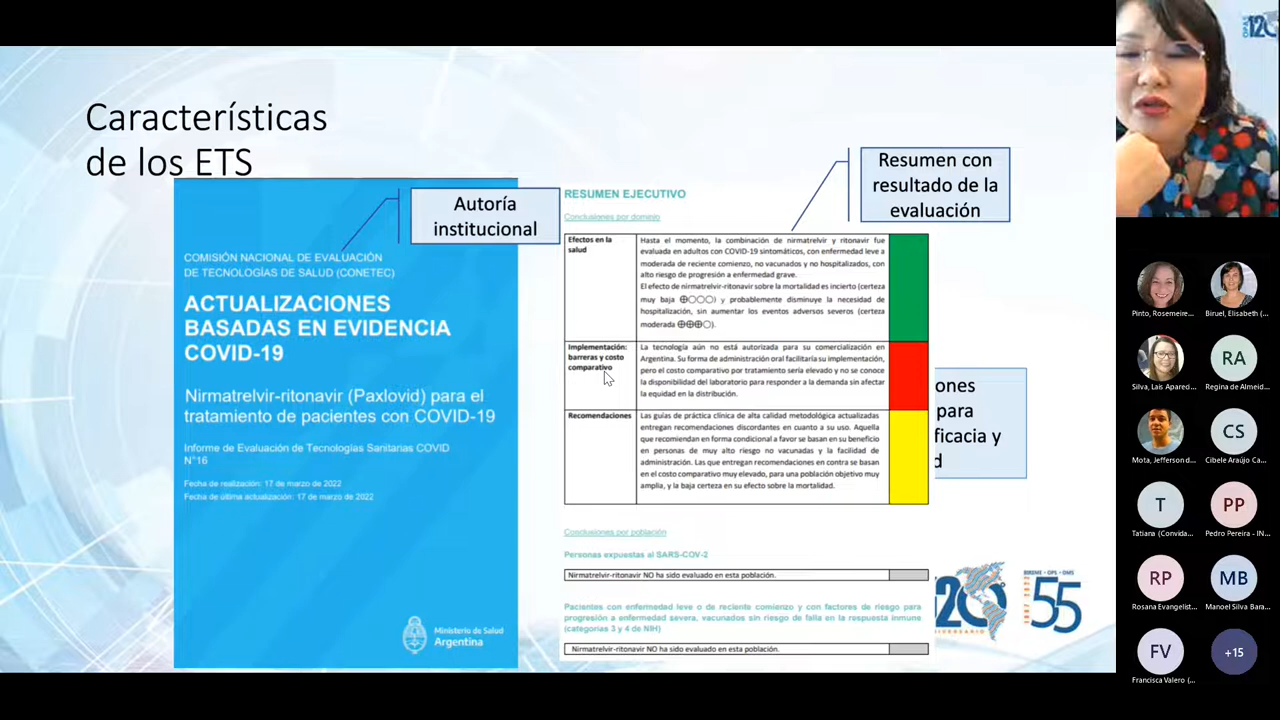 Características
de los ETS
Autoría
institucional
Resumen con
resultado de la
evaluación
COMISIÓN NACIONAL DE EVALUACIÓN
DE TECNOLOGÍAS DE SALUD (CONETEC)
ACTUALIZACIONES
BASADAS EN EVIDENCIA
COVID-19
Nirmatrelvir-ritonavir (Paxlovid) para el
tratamiento de pacientes con COVID-19
Informe de Evaluación de Tecnologías Sanitarias COVID
N°16
Fecha de realización: 17 de marzo de 2022
Fecha de última actualización: 17 de marzo de 2022
Ministerio de Salud
Argentina
RESUMEN EJECUTIVO
Conclusiones por dominio
Efectos en la
salud
Hasta el momento, la combinación de nirmatrelvir y ritonavir fue
evaluada en adultos con COVID-19 sintomáticos, con enfermedad leve a
moderada de reciente comienzo, no vacunados y no hospitalizados, con
alto riesgo de progresión a enfermedad grave.
El efecto de nirmatrelvir-ritonavir sobre la mortalidad es incierto (certeza
muy baja ⊕◯◯◯) y probablemente disminuye la necesidad de
hospitalización, sin aumentar los eventos adversos severos (certeza
moderada ⊕⊕⊕◯).
Implementación:
barreras y costo
comparativo
La tecnología aún no está autorizada para su comercialización en
Argentina. Su forma de administración oral facilitaría su implementación,
pero el costo comparativo por tratamiento sería elevado y no se conoce
la disponibilidad del laboratorio para responder a la demanda sin afectar
la equidad en la distribución.
Recomendaciones
Las guías de práctica clínica de alta calidad metodológica actualizadas
entregan recomendaciones discordantes en cuanto a su uso. Aquella
que recomiendan en forma condicional a favor se basan en su beneficio
en personas de muy alto riesgo no vacunadas y la facilidad de
administración. Las que entregan recomendaciones en contra se basan
en el costo comparativo muy elevado, para una población objetivo muy
amplia, y la baja certeza en su efecto sobre la mortalidad.
Conclusiones por población
Personas expuestas al SARS-COV-2
Nirmatrelvir-ritonavir NO ha sido evaluado en esta población.
Pacientes con enfermedad leve o de reciente comienzo y con factores de riesgo para
progresión a enfermedad severa, vacunados sin riesgo de falla en la respuesta inmune
(categorías 3 y 4 de NIH)
Nirmatrelvir-ritonavir NO ha sido evaluado en esta población.
ones
para
ficacia y
d
120
BIREME • OPS • OMS
55
OPAS
120
Pinto, Rosemeire...
Biruel, Elisabeth (...
Silva, Lais Apared...
RA
Regina de Almeid...
Mota, Jefferson d...
CS
Cibele Araújo Ca...
T
Tatiana (Convida...
PP
Pedro Pereira - IN...
RP
Rosana Evangelist...
MB
Manoel Silva Bara...
FV
Francisca Valero (...
+15